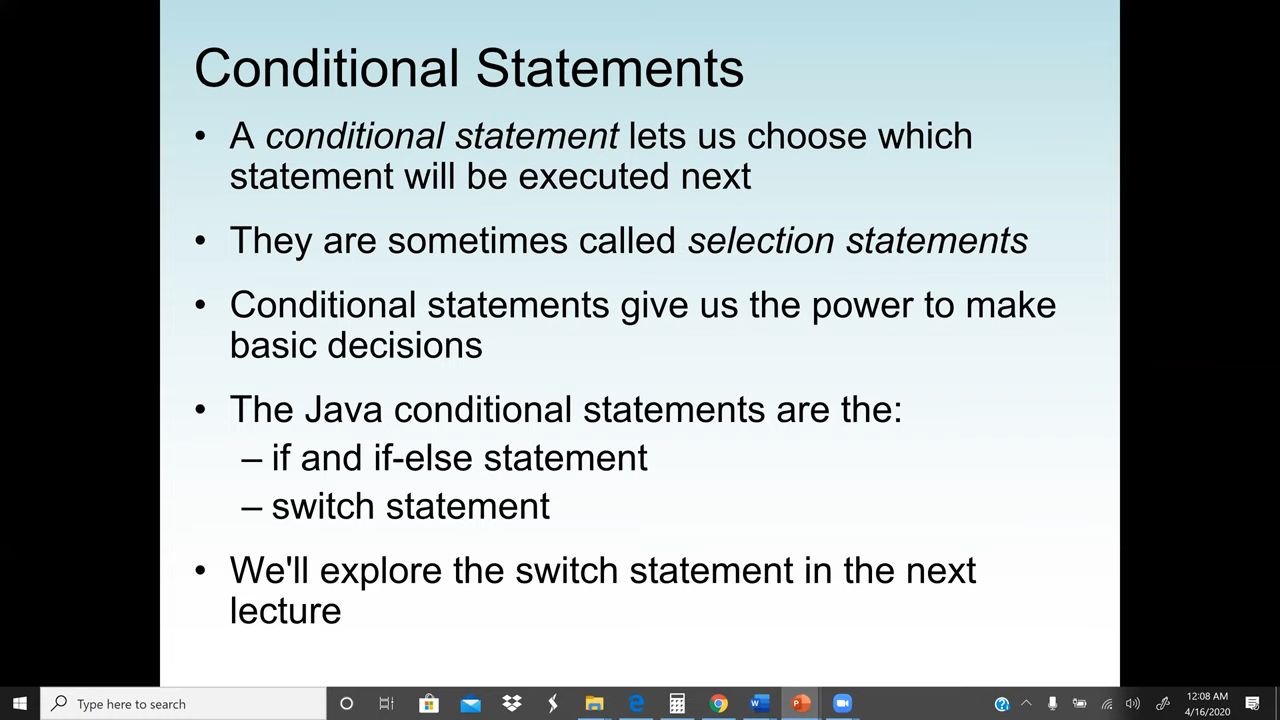 Conditional Statements
• A conditional statement lets us choose which
statement will be executed next
• They are sometimes called selection statements
• Conditional statements give us the power to make
basic decisions
• The Java conditional statements are the:
– if and if-else statement
– switch statement
• We'll explore the switch statement in the next
lecture
Type here to search
12:08 AM
4/16/2020